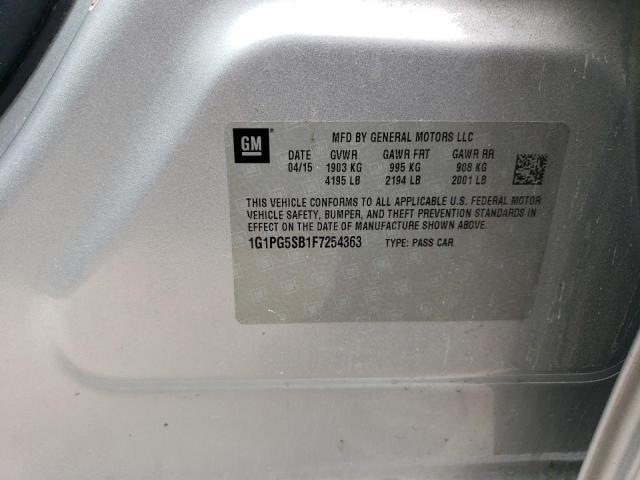 GM MFD BY GENERAL MOTORS LLC
DATE GVWR GAWR FRT GAWR RR
04/15 1903 KG 995 KG 908 KG
4195 LB 2194 LB 2001 LB
THIS VEHICLE CONFORMS TO ALL APPLICABLE U.S. FEDERAL MOTOR
VEHICLE SAFETY, BUMPER, AND THEFT PREVENTION STANDARDS IN
EFFECT ON THE DATE OF MANUFACTURE SHOWN ABOVE.
1G1PG5SB1F7254363 TYPE: PASS CAR